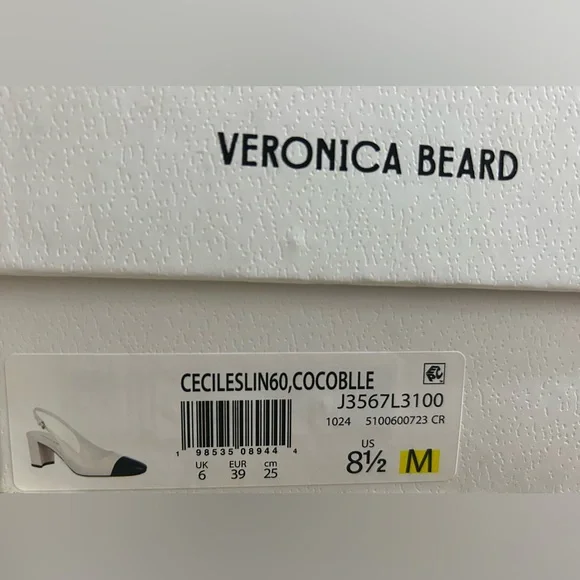 VERONICA BEARD
CECILESLIN60,COCOBLLE
J3567L3100
1024 5100600723 CR
1 98535 08944 4
UK EUR cm US
6 39 25 8½ M